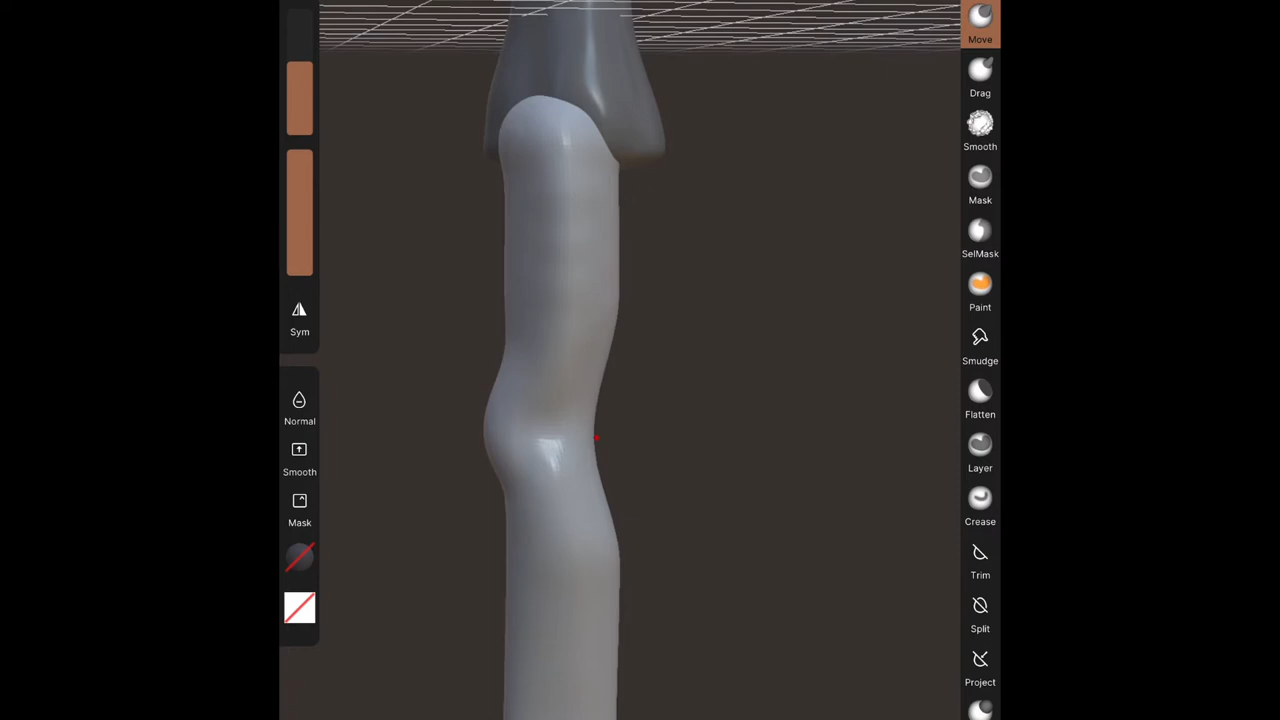 Sym
Normal
Smooth
Mask
Move
Drag
Smooth
Mask
SelMask
Paint
Smudge
Flatten
Layer
Crease
Trim
Split
Project